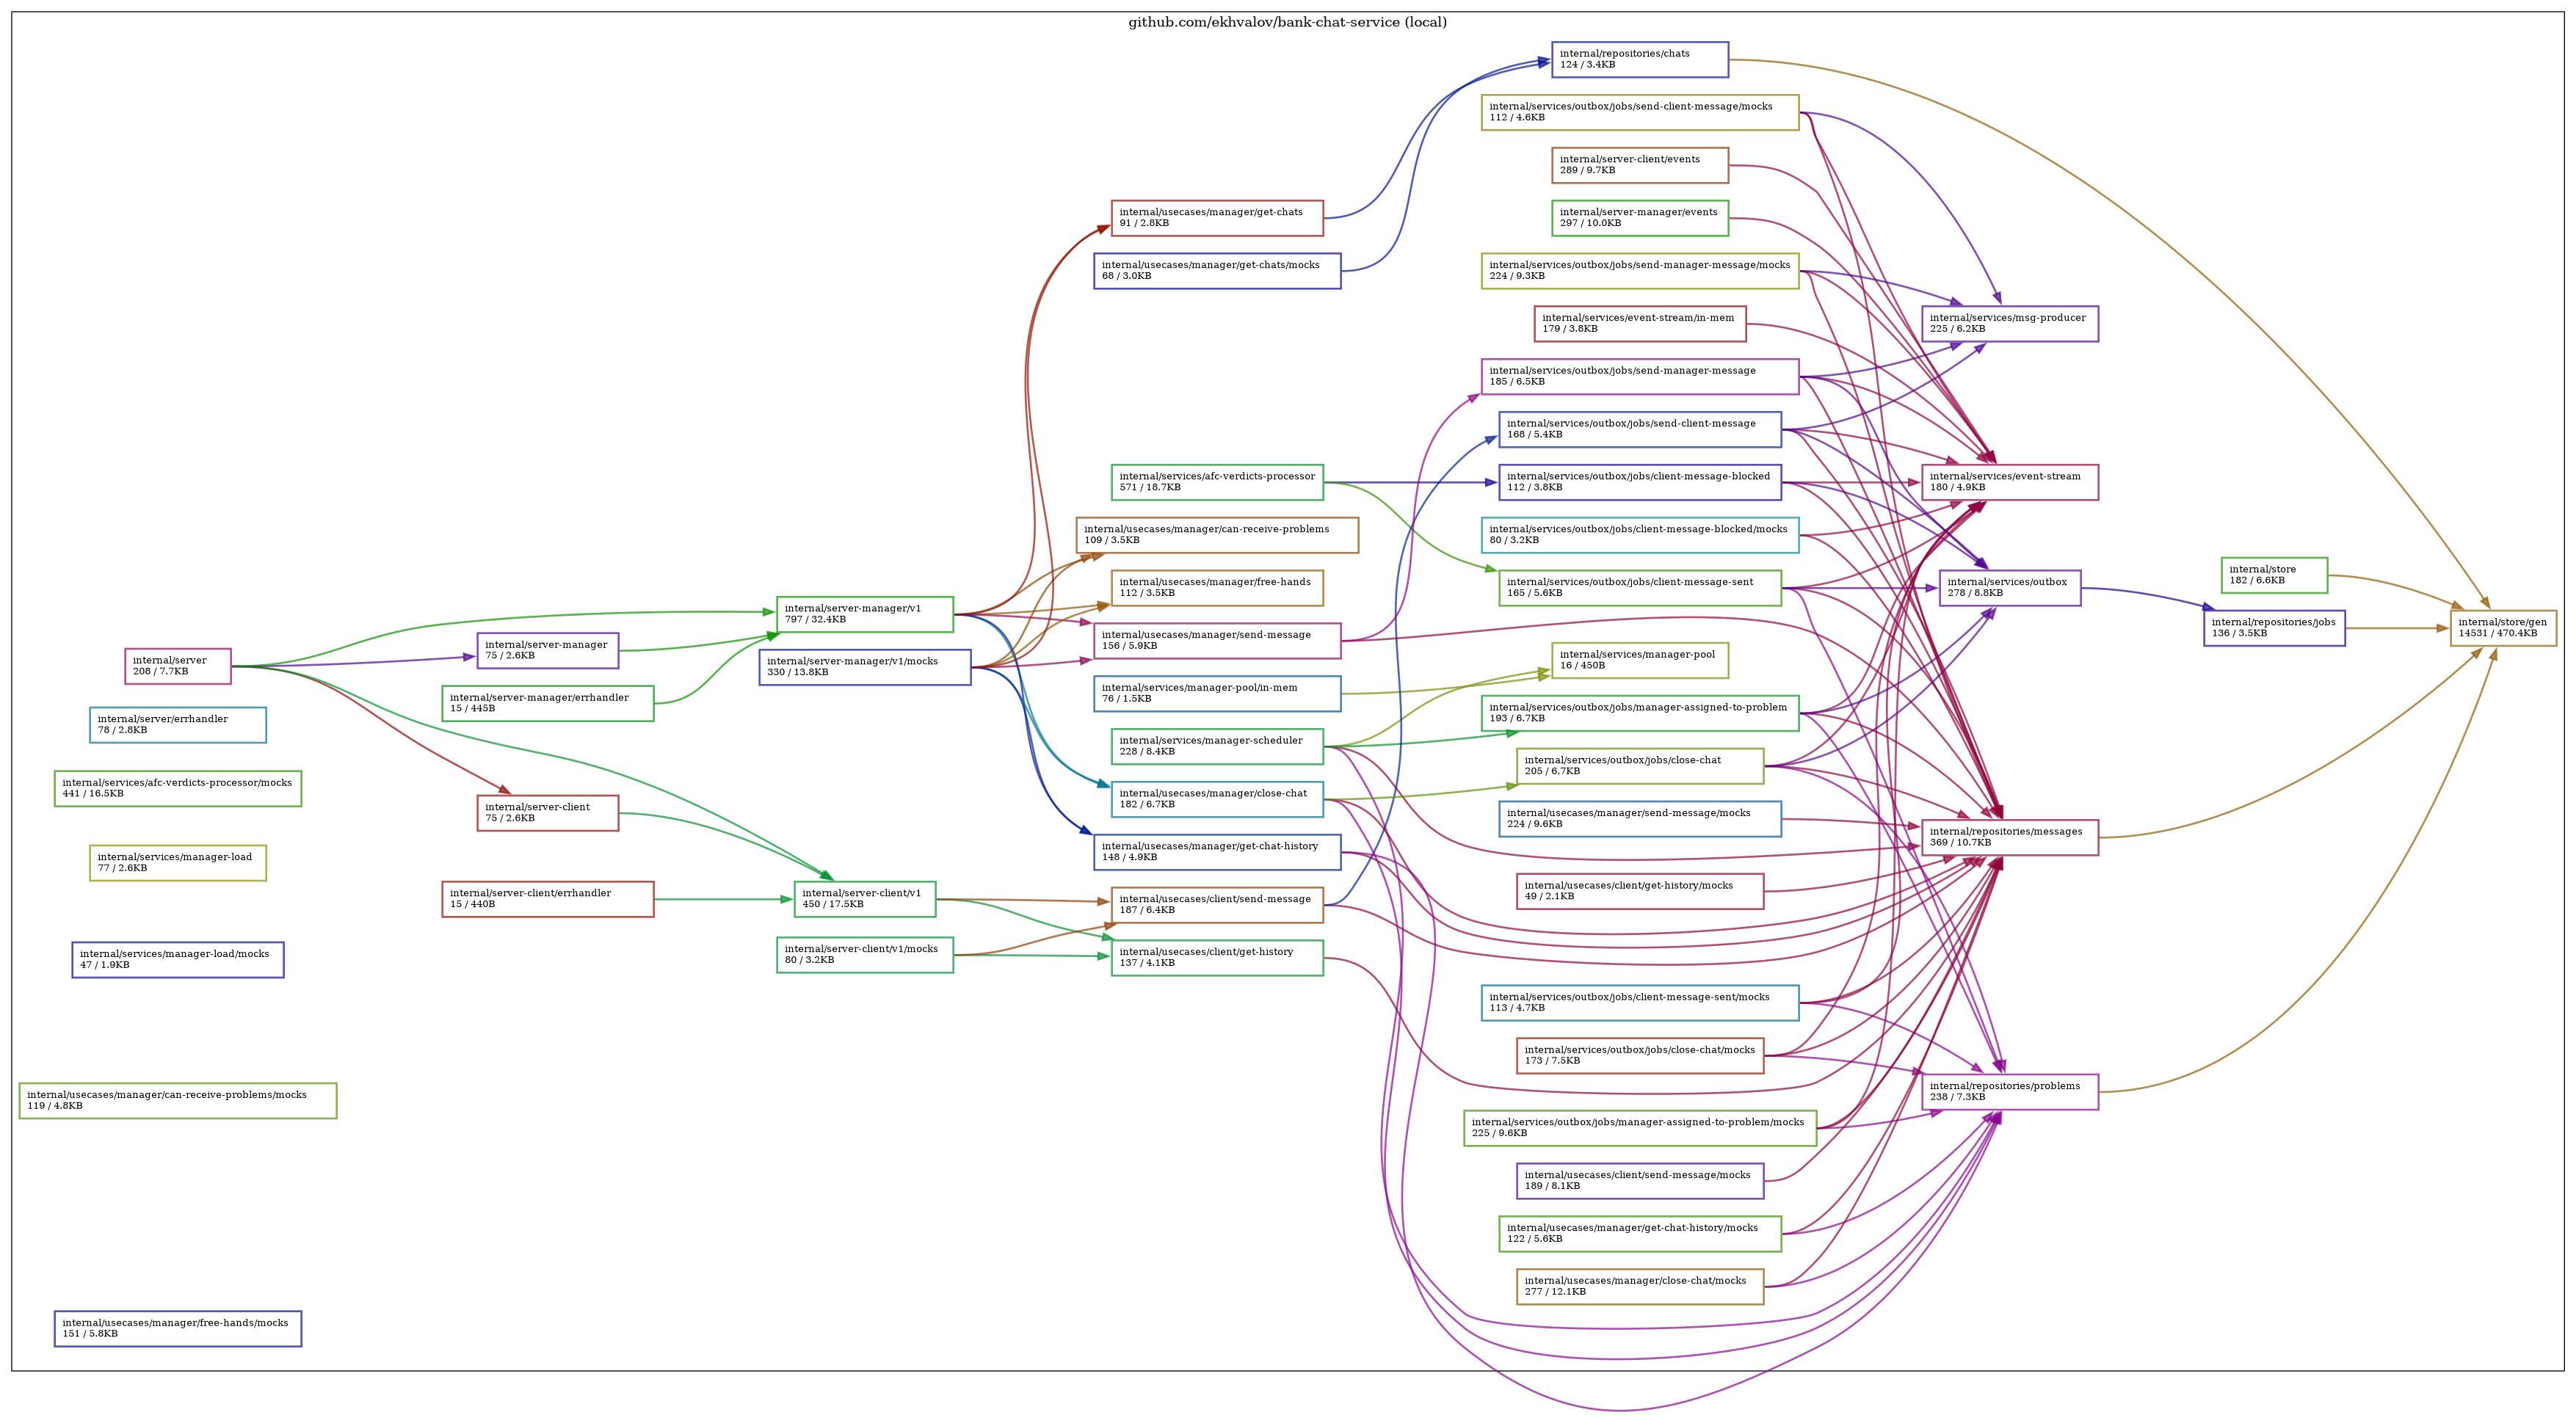 github.com/ekhvalov/bank-chat-service (local)
internal/server
208 / 7.7KB
internal/server/errhandler
78 / 2.8KB
internal/services/afc-verdicts-processor/mocks
441 / 16.5KB
internal/services/manager-load
77 / 2.6KB
internal/services/manager-load/mocks
47 / 1.9KB
internal/usecases/manager/can-receive-problems/mocks
119 / 4.8KB
internal/usecases/manager/free-hands/mocks
151 / 5.8KB
internal/server-manager
75 / 2.6KB
internal/server-manager/errhandler
15 / 445B
internal/server-client
75 / 2.6KB
internal/server-client/errhandler
15 / 440B
internal/server-manager/v1
797 / 32.4KB
internal/server-manager/v1/mocks
330 / 13.8KB
internal/server-client/v1
450 / 17.5KB
internal/server-client/v1/mocks
80 / 3.2KB
internal/usecases/manager/get-chats
91 / 2.8KB
internal/usecases/manager/get-chats/mocks
68 / 3.0KB
internal/services/afc-verdicts-processor
571 / 18.7KB
internal/usecases/manager/can-receive-problems
109 / 3.5KB
internal/usecases/manager/free-hands
112 / 3.5KB
internal/usecases/manager/send-message
156 / 5.9KB
internal/services/manager-pool/in-mem
76 / 1.5KB
internal/services/manager-scheduler
228 / 8.4KB
internal/usecases/manager/close-chat
182 / 6.7KB
internal/usecases/manager/get-chat-history
148 / 4.9KB
internal/usecases/client/send-message
187 / 6.4KB
internal/usecases/client/get-history
137 / 4.1KB
internal/repositories/chats
124 / 3.4KB
internal/services/outbox/jobs/send-client-message/mocks
112 / 4.6KB
internal/server-client/events
289 / 9.7KB
internal/server-manager/events
297 / 10.0KB
internal/services/outbox/jobs/send-manager-message/mocks
224 / 9.3KB
internal/services/event-stream/in-mem
179 / 3.8KB
internal/services/outbox/jobs/send-manager-message
185 / 6.5KB
internal/services/outbox/jobs/send-client-message
168 / 5.4KB
internal/services/outbox/jobs/client-message-blocked
112 / 3.8KB
internal/services/outbox/jobs/client-message-blocked/mocks
80 / 3.2KB
internal/services/outbox/jobs/client-message-sent
165 / 5.6KB
internal/services/manager-pool
16 / 450B
internal/services/outbox/jobs/manager-assigned-to-problem
193 / 6.7KB
internal/services/outbox/jobs/close-chat
205 / 6.7KB
internal/usecases/manager/send-message/mocks
224 / 9.6KB
internal/usecases/client/get-history/mocks
49 / 2.1KB
internal/services/outbox/jobs/client-message-sent/mocks
113 / 4.7KB
internal/services/outbox/jobs/close-chat/mocks
173 / 7.5KB
internal/services/outbox/jobs/manager-assigned-to-problem/mocks
225 / 9.6KB
internal/usecases/client/send-message/mocks
189 / 8.1KB
internal/usecases/manager/get-chat-history/mocks
122 / 5.6KB
internal/usecases/manager/close-chat/mocks
277 / 12.1KB
internal/services/msg-producer
225 / 6.2KB
internal/services/event-stream
180 / 4.9KB
internal/services/outbox
278 / 8.8KB
internal/repositories/messages
369 / 10.7KB
internal/repositories/problems
238 / 7.3KB
internal/store
182 / 6.6KB
internal/repositories/jobs
136 / 3.5KB
internal/store/gen
14531 / 470.4KB